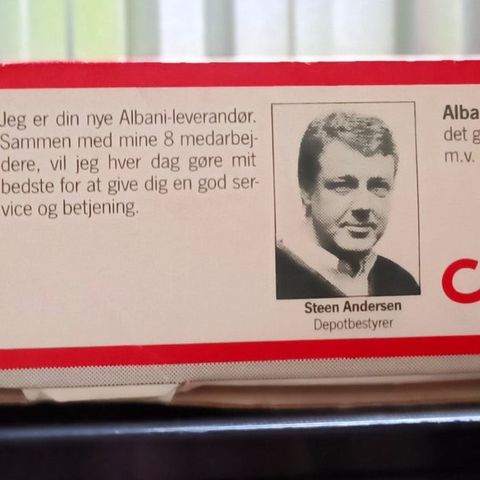 Jeg er din nye Albani-leverandør.
Sammen med mine 8 medarbej-
dere, vil jeg hver dag gøre mit
bedste for at give dig en god ser-
vice og betjening.
Steen Andersen
Depotbestyrer
Alba
det g
m.v.